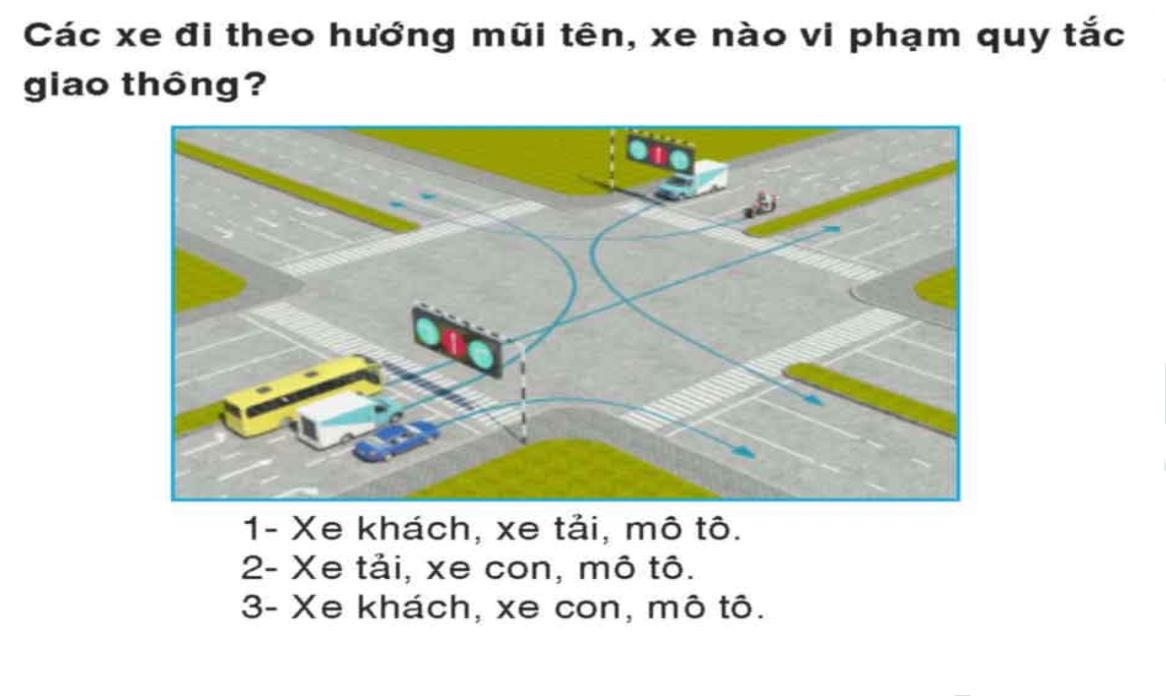 Các xe đi theo hướng mũi tên, xe nào vi phạm quy tắc
giao thông?
1- Xe khách, xe tải, mô tô.
2- Xe tải, xe con, mô tô.
3- Xe khách, xe con, mô tô.